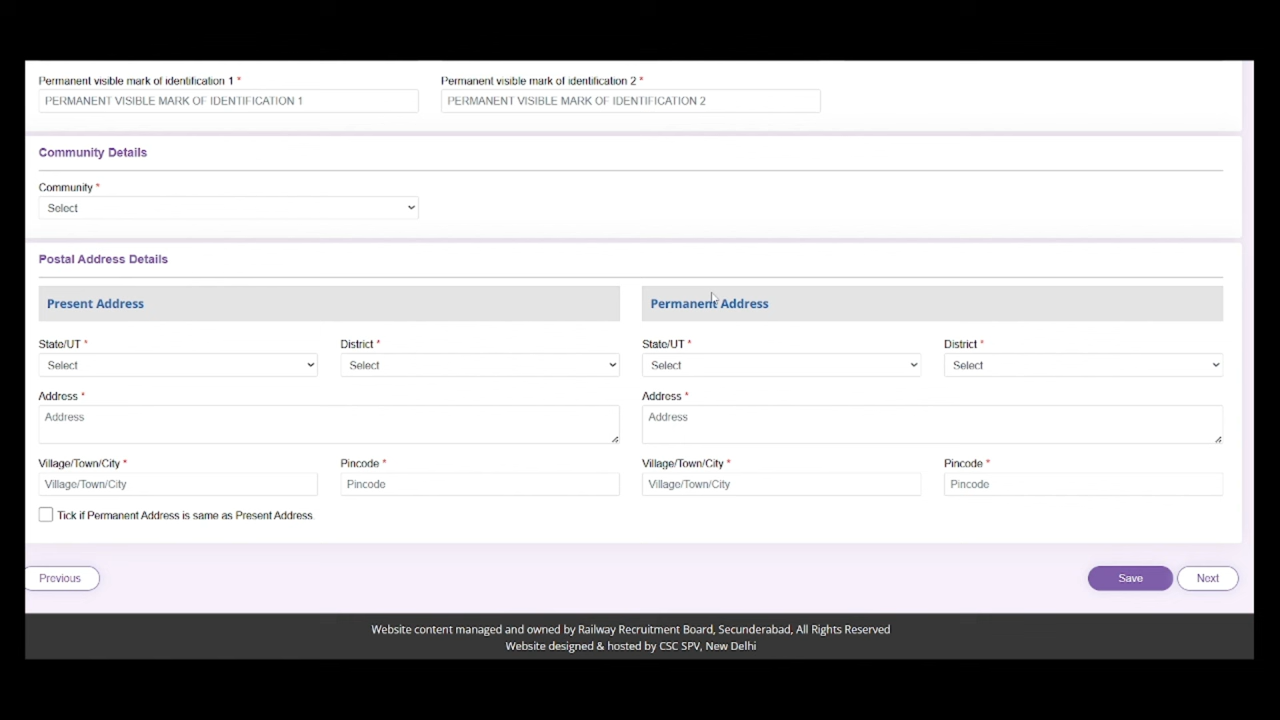 Permanent visible mark of identification 1 * Permanent visible mark of identification 2 *
PERMANENT VISIBLE MARK OF IDENTIFICATION 1 PERMANENT VISIBLE MARK OF IDENTIFICATION 2
Community Details
Community *
Select
Postal Address Details
Present Address Permanent Address
State/UT * District * State/UT * District *
Select Select Select Select
Address * Address *
Address Address
Village/Town/City * Pincode * Village/Town/City * Pincode *
Village/Town/City Pincode Village/Town/City Pincode
Tick if Permanent Address is same as Present Address.
Previous Save Next
Website content managed and owned by Railway Recruitment Board, Secunderabad, All Rights Reserved
Website designed & hosted by CSC SPV, New Delhi